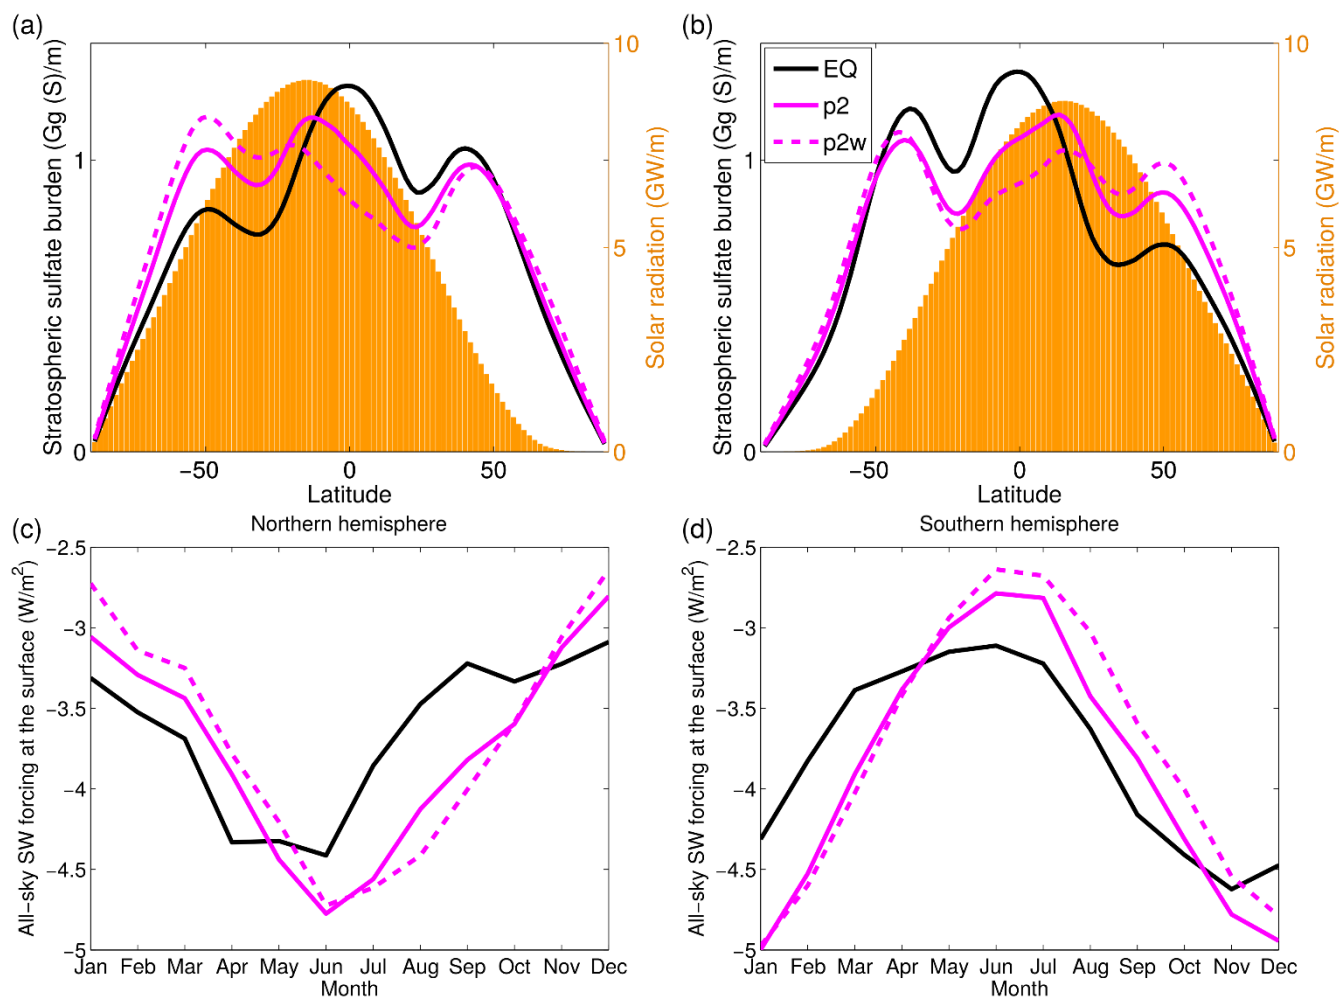 (a)
Stratospheric sulfate burden (Gg (S)/m)
1
0
10
5
0
Solar radiation (GW/m)
−50
0
50
Latitude
(b)
Stratospheric sulfate burden (Gg (S)/m)
1
0
EQ
p2
p2w
10
5
0
Solar radiation (GW/m)
−50
0
50
Latitude
(c)
Northern hemisphere
All−sky SW forcing at the surface (W/m²)
−2.5
−3
−3.5
−4
−4.5
−5
Jan Feb Mar Apr May Jun Jul Aug Sep Oct Nov Dec
Month
(d)
Southern hemisphere
All−sky SW forcing at the surface (W/m²)
−2.5
−3
−3.5
−4
−4.5
−5
Jan Feb Mar Apr May Jun Jul Aug Sep Oct Nov Dec
Month